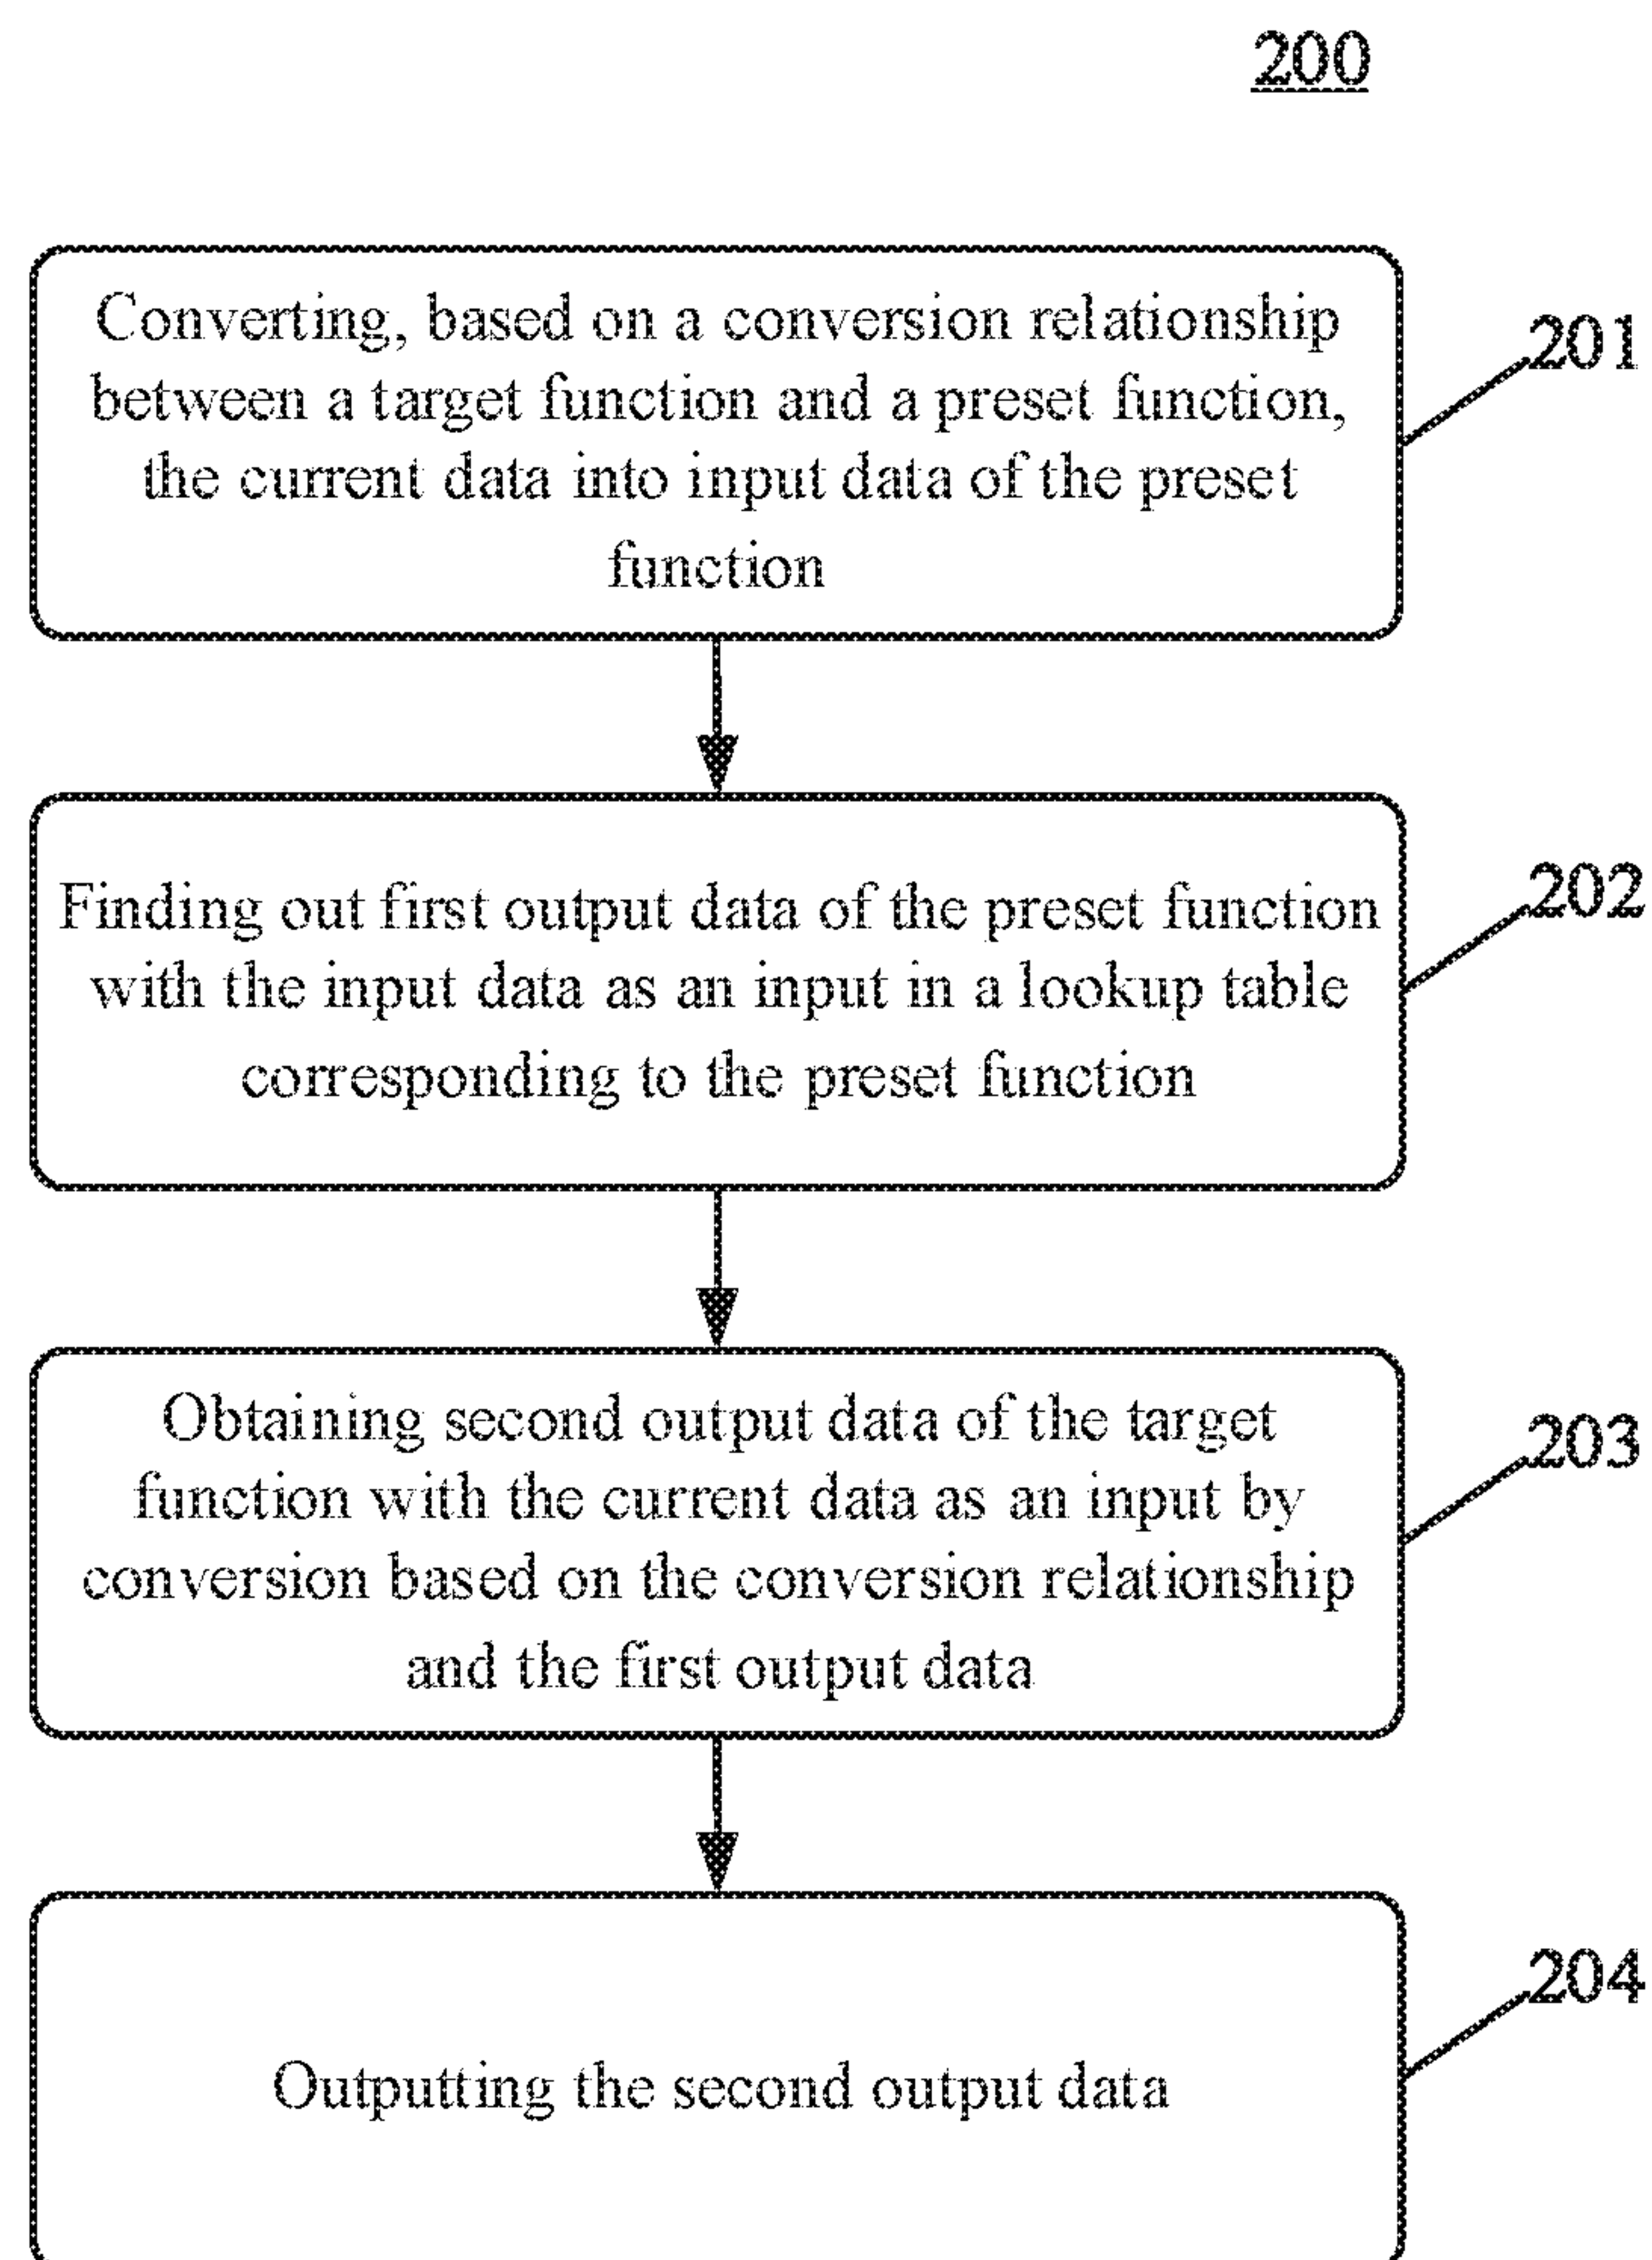 200
Converting, based on a conversion relationship
between a target function and a preset function,
the current data into input data of the preset
function
201
Finding out first output data of the preset function
with the input data as an input in a lookup table
corresponding to the preset function
202
Obtaining second output data of the target
function with the current data as an input by
conversion based on the conversion relationship
and the first output data
203
Outputting the second output data
204